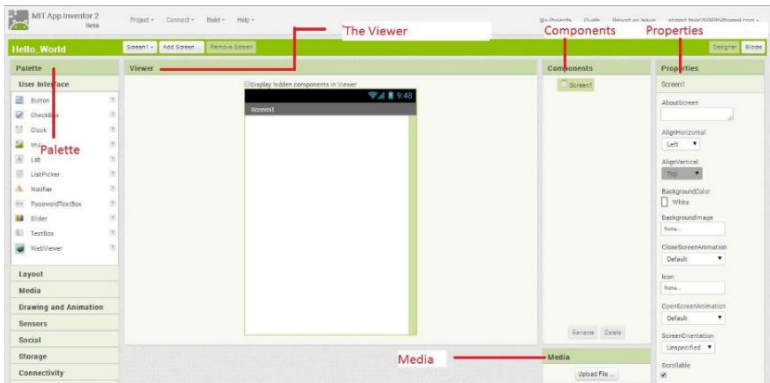 MIT App Inventor 2
Beta
Project - Connect - Build - Help -
My Projects Guide Report an Issue
The Viewer
Components
Properties
Hello_World
Screen1 - Add Screen ... Remove Screen
Designer Blocks
Palette
Viewer
Components
Properties
User Interface
Button
CheckBox
Clock
Palette
ListPicker
Notifier
PasswordTextBox
Slider
TextBox
WebViewer
Layout
Media
Drawing and Animation
Sensors
Social
Storage
Connectivity
Display hidden components in Viewer
9:48
Screen1
Screen1
Rename Delete
Media
Media
Upload File ...
Screen1
AboutScreen
AlignHorizontal
Left
AlignVertical
Top
BackgroundColor
White
BackgroundImage
None...
CloseScreenAnimation
Default
Icon
None...
OpenScreenAnimation
Default
ScreenOrientation
Unspecified
Scrollable